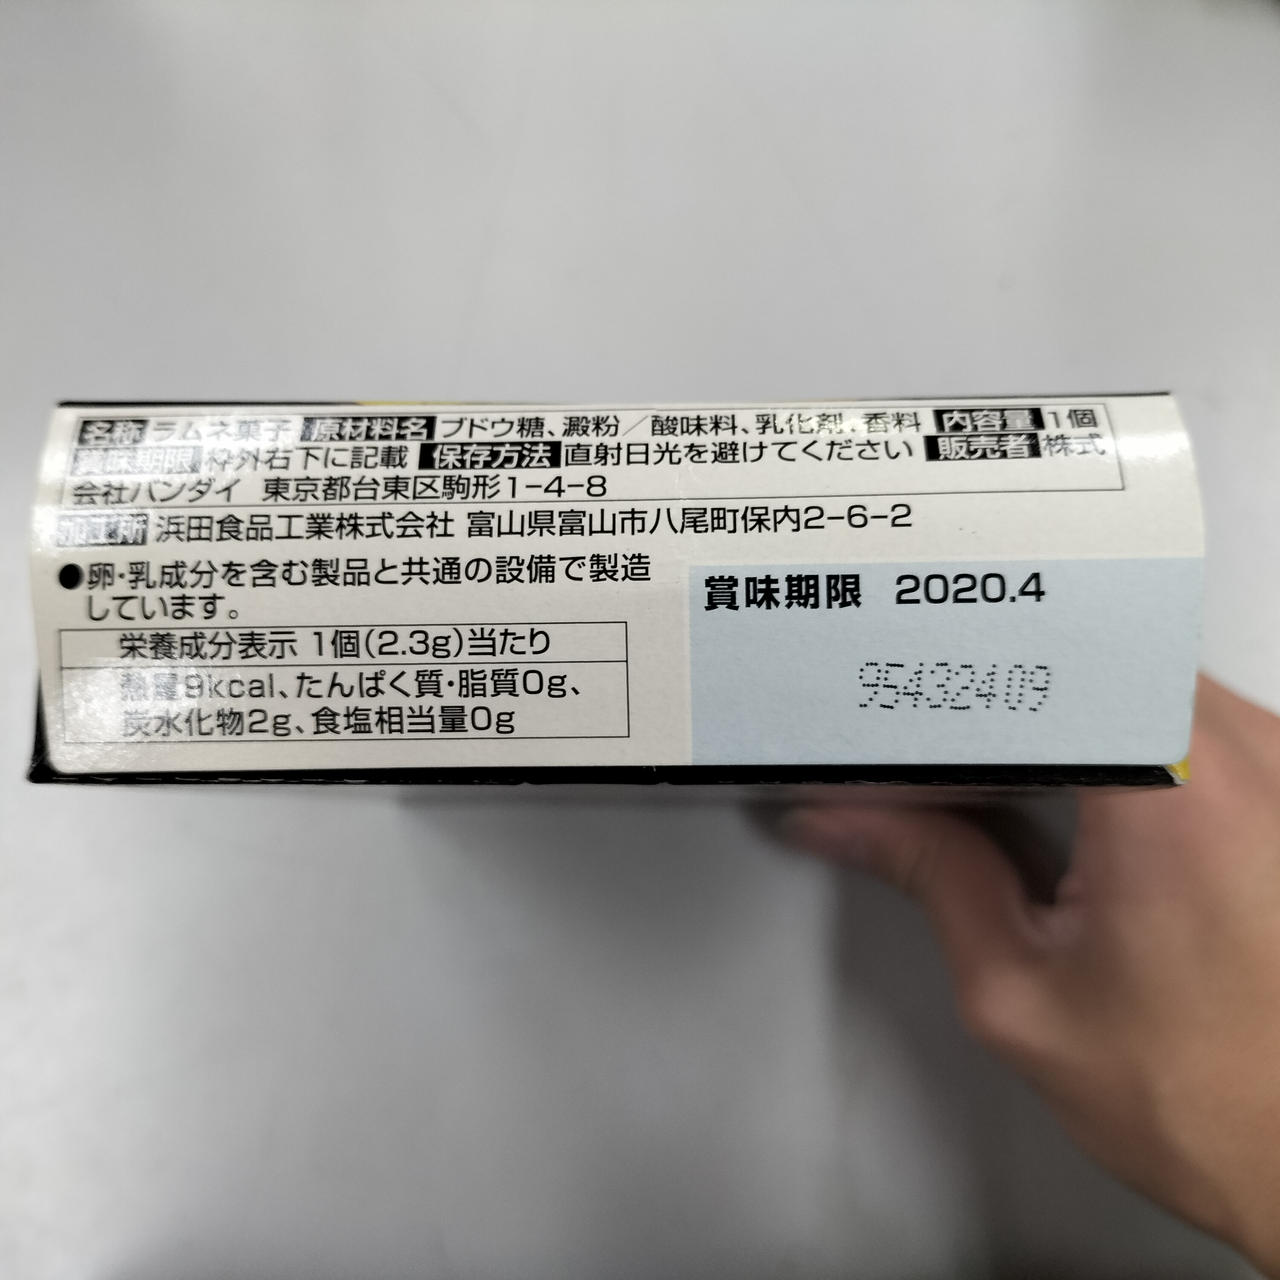 名称 ラムネ菓子 原材料名 ブドウ糖、澱粉／酸味料、乳化剤、香料 内容量 1個
賞味期限 枠外右下に記載 保存方法 直射日光を避けてください 販売者 株式
会社バンダイ 東京都台東区駒形1-4-8
加工所 浜田食品工業株式会社 富山県富山市八尾町保内2-6-2
●卵・乳成分を含む製品と共通の設備で製造
しています。
栄養成分表示 1個(2.3g)当たり
熱量9kcal、たんぱく質・脂質0g、
炭水化物2g、食塩相当量0g
賞味期限 2020.4
95432409